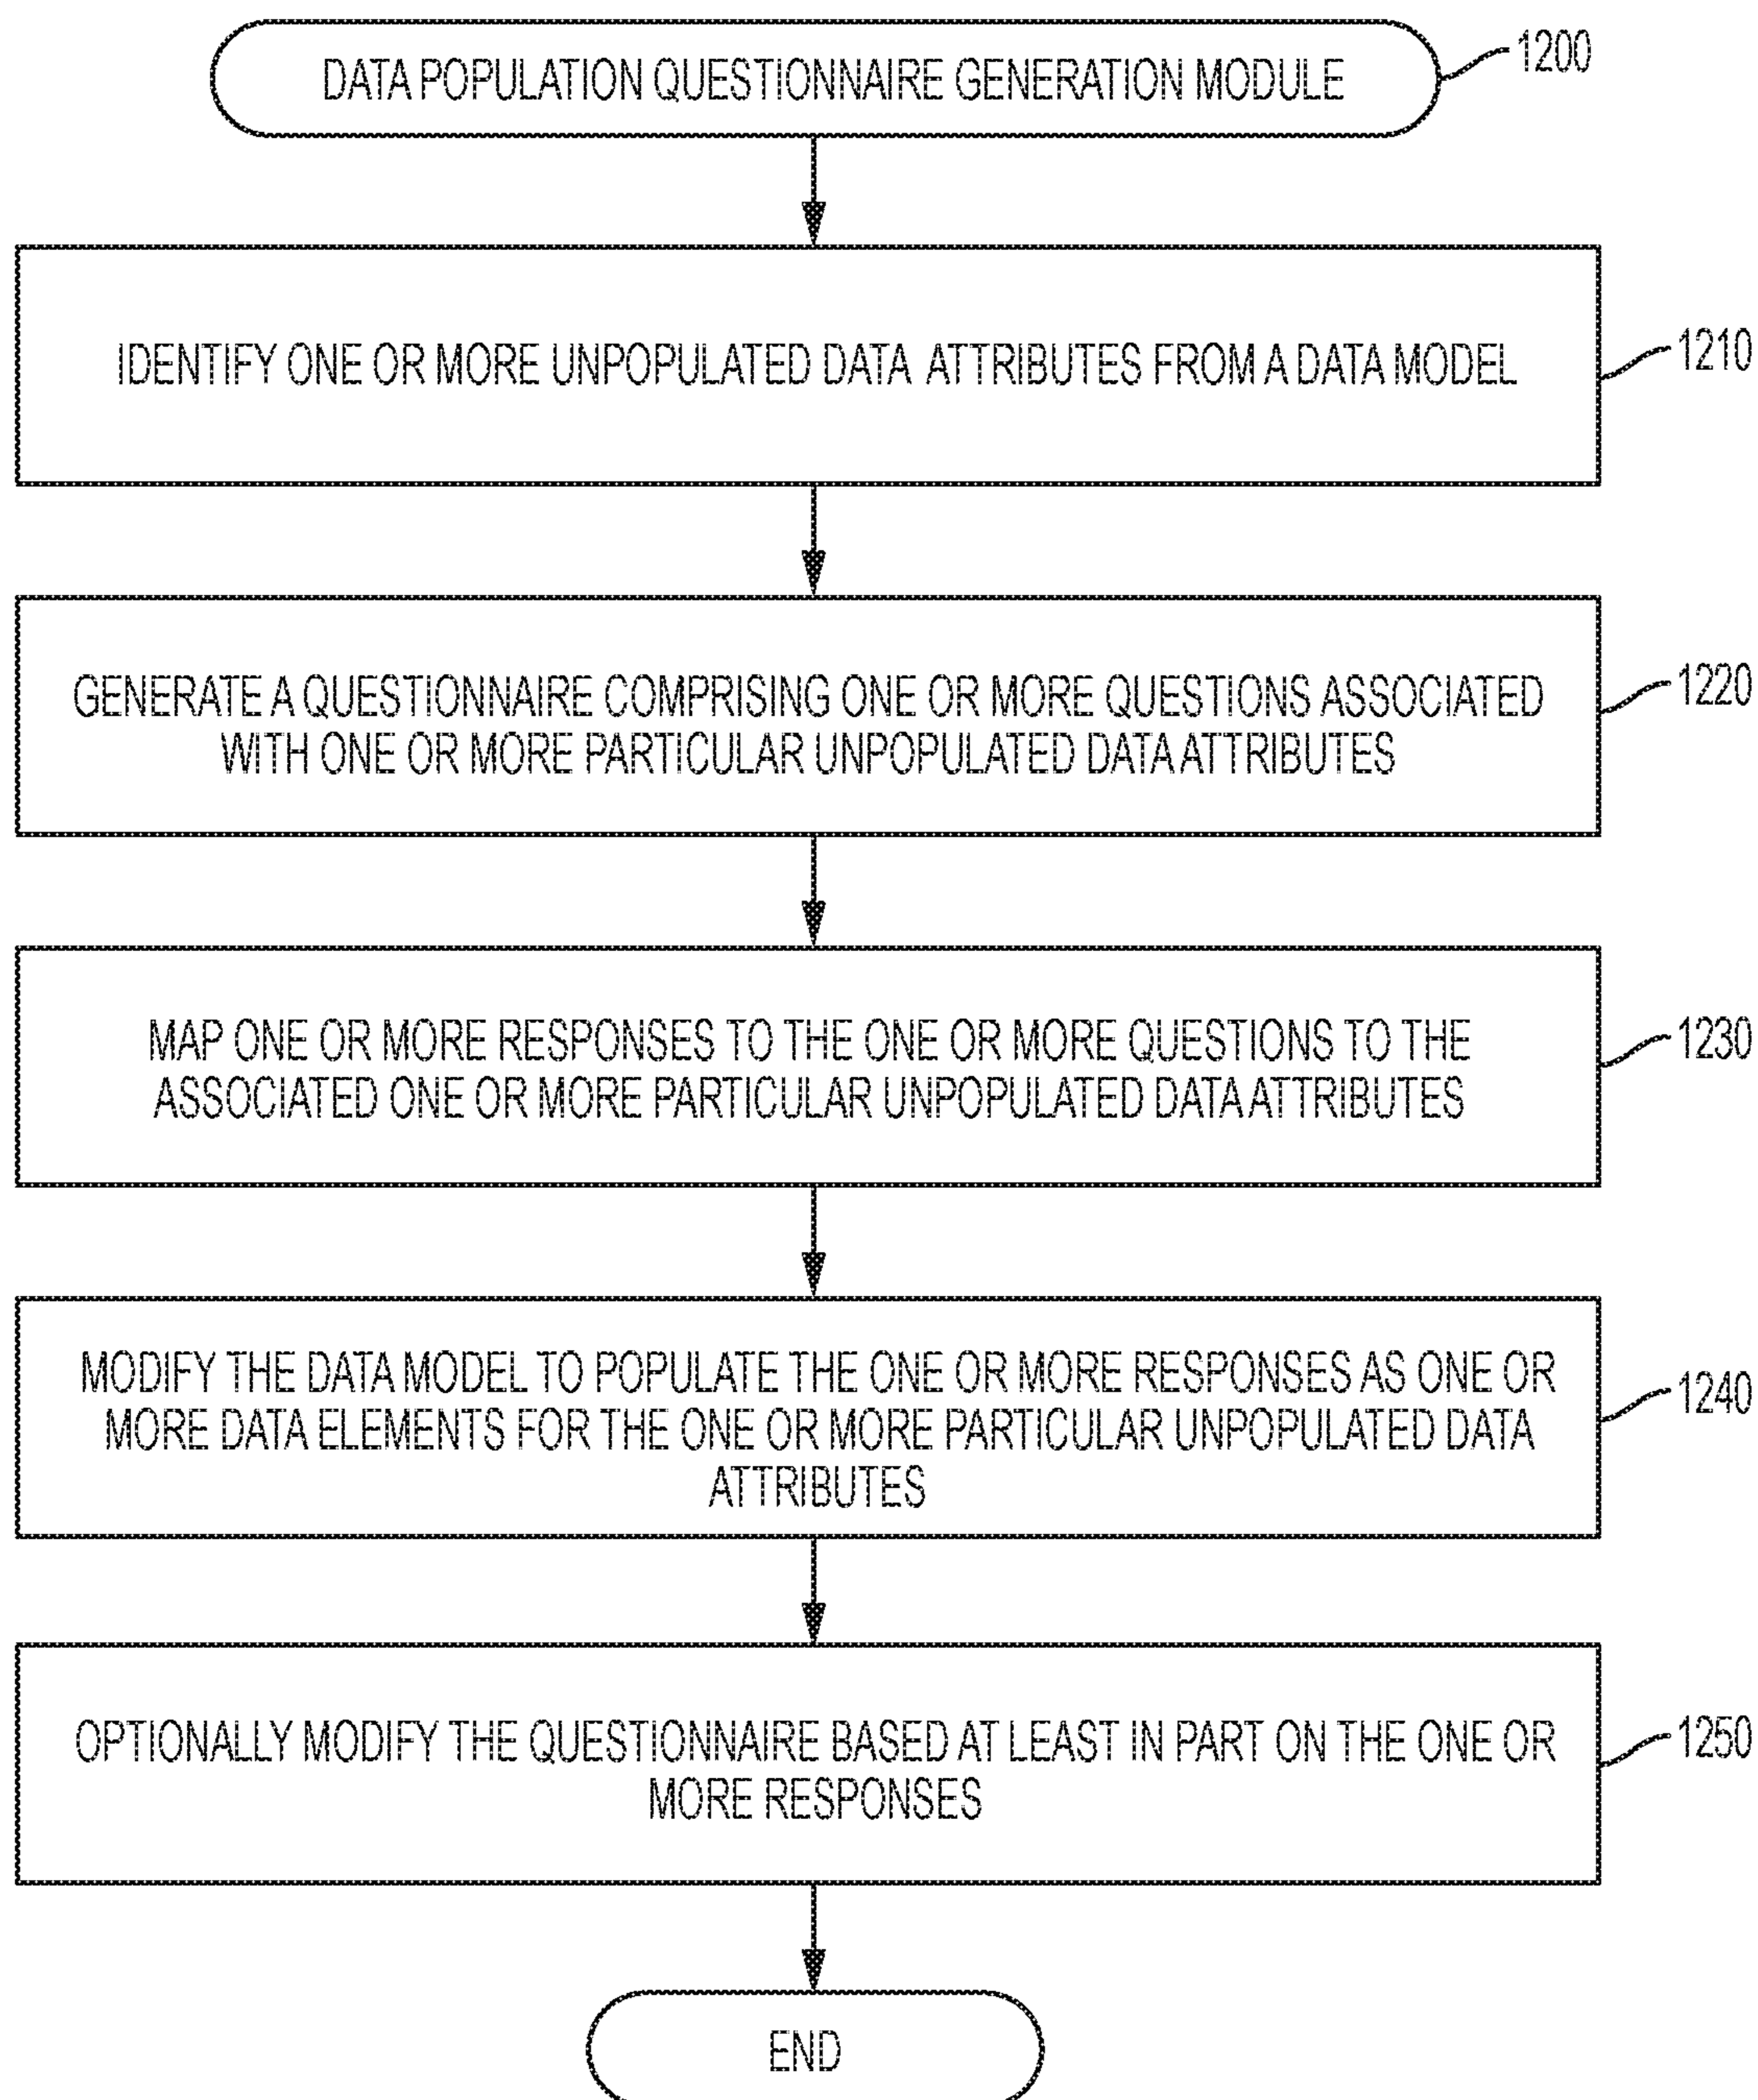 DATA POPULATION QUESTIONNAIRE GENERATION MODULE
1200
IDENTIFY ONE OR MORE UNPOPULATED DATA ATTRIBUTES FROM A DATA MODEL
1210
GENERATE A QUESTIONNAIRE COMPRISING ONE OR MORE QUESTIONS ASSOCIATED
WITH ONE OR MORE PARTICULAR UNPOPULATED DATA ATTRIBUTES
1220
MAP ONE OR MORE RESPONSES TO THE ONE OR MORE QUESTIONS TO THE
ASSOCIATED ONE OR MORE PARTICULAR UNPOPULATED DATA ATTRIBUTES
1230
MODIFY THE DATA MODEL TO POPULATE THE ONE OR MORE RESPONSES AS ONE OR
MORE DATA ELEMENTS FOR THE ONE OR MORE PARTICULAR UNPOPULATED DATA
ATTRIBUTES
1240
OPTIONALLY MODIFY THE QUESTIONNAIRE BASED AT LEAST IN PART ON THE ONE OR
MORE RESPONSES
1250
END